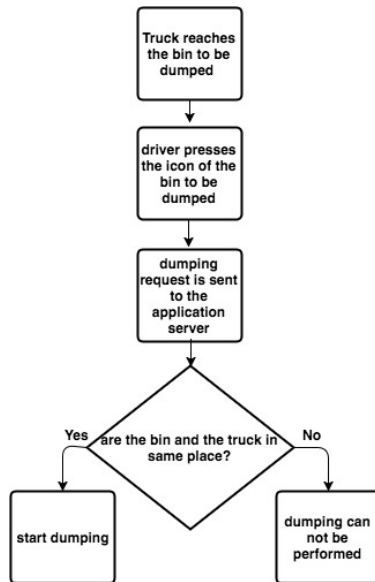 Truck reaches
the bin to be
dumped
driver presses
the icon of the
bin to be
dumped
dumping
request is sent
to the
application
server
Yes
No
are the bin and the truck in
same place?
start dumping
dumping can
not be
performed